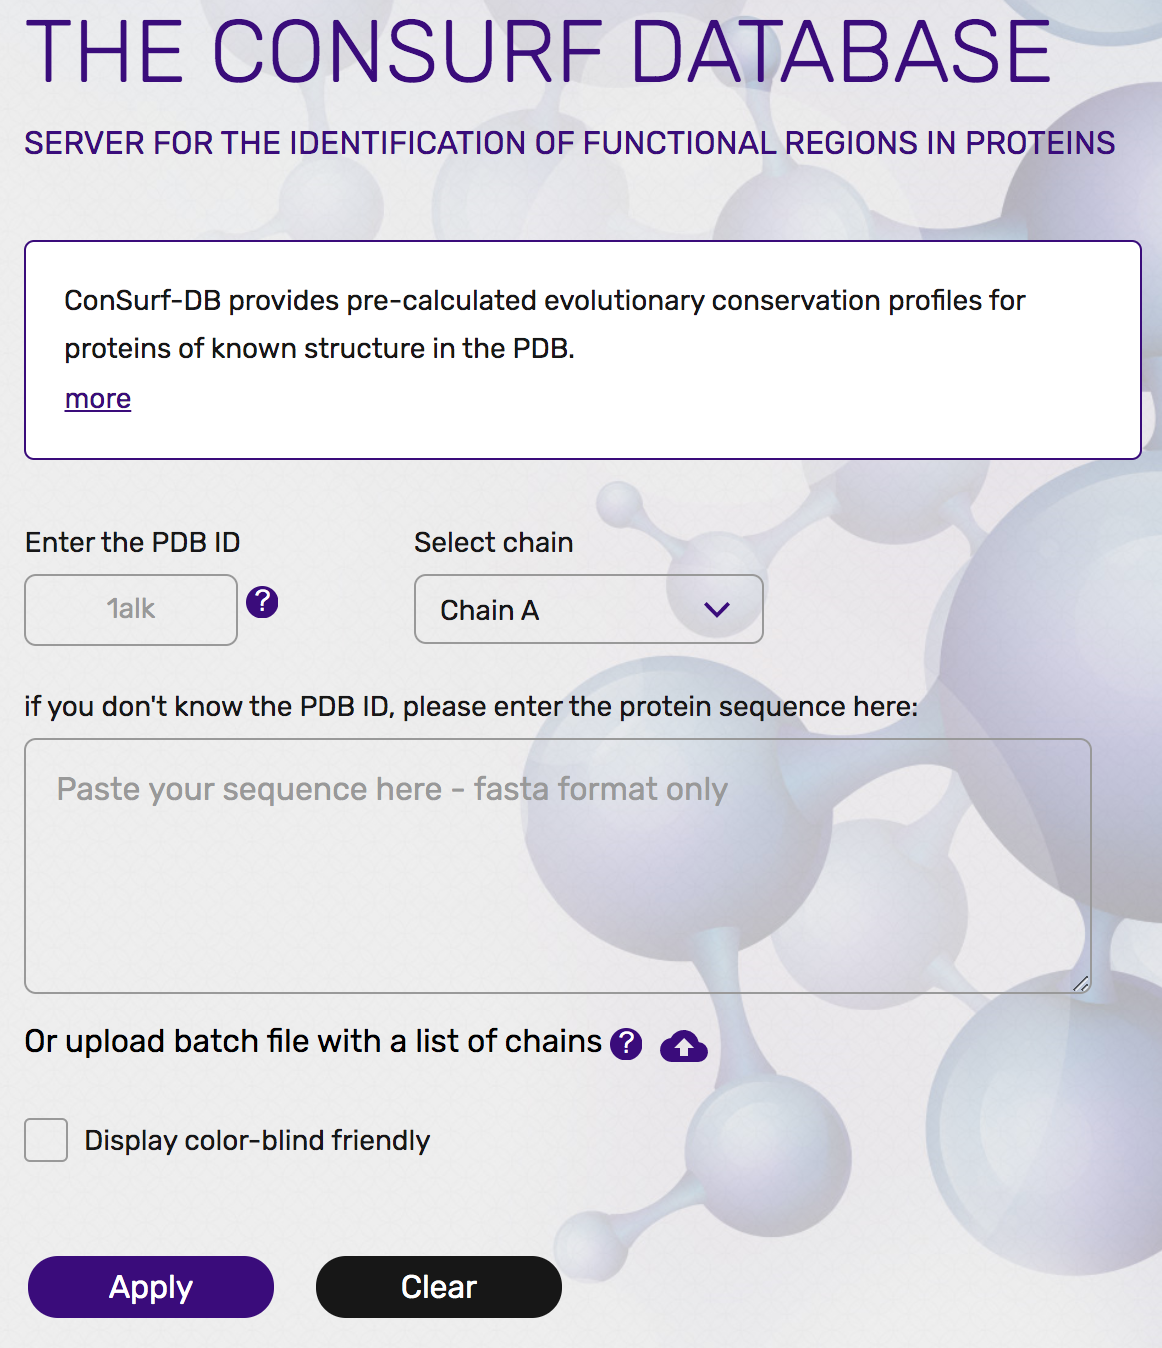 THE CONSURF DATABASE
SERVER FOR THE IDENTIFICATION OF FUNCTIONAL REGIONS IN PROTEINS
ConSurf-DB provides pre-calculated evolutionary conservation profiles for
proteins of known structure in the PDB.
more
Enter the PDB ID
Select chain
1alk
?
Chain A
if you don't know the PDB ID, please enter the protein sequence here:
Paste your sequence here - fasta format only
Or upload batch file with a list of chains ?
Display color-blind friendly
Apply
Clear